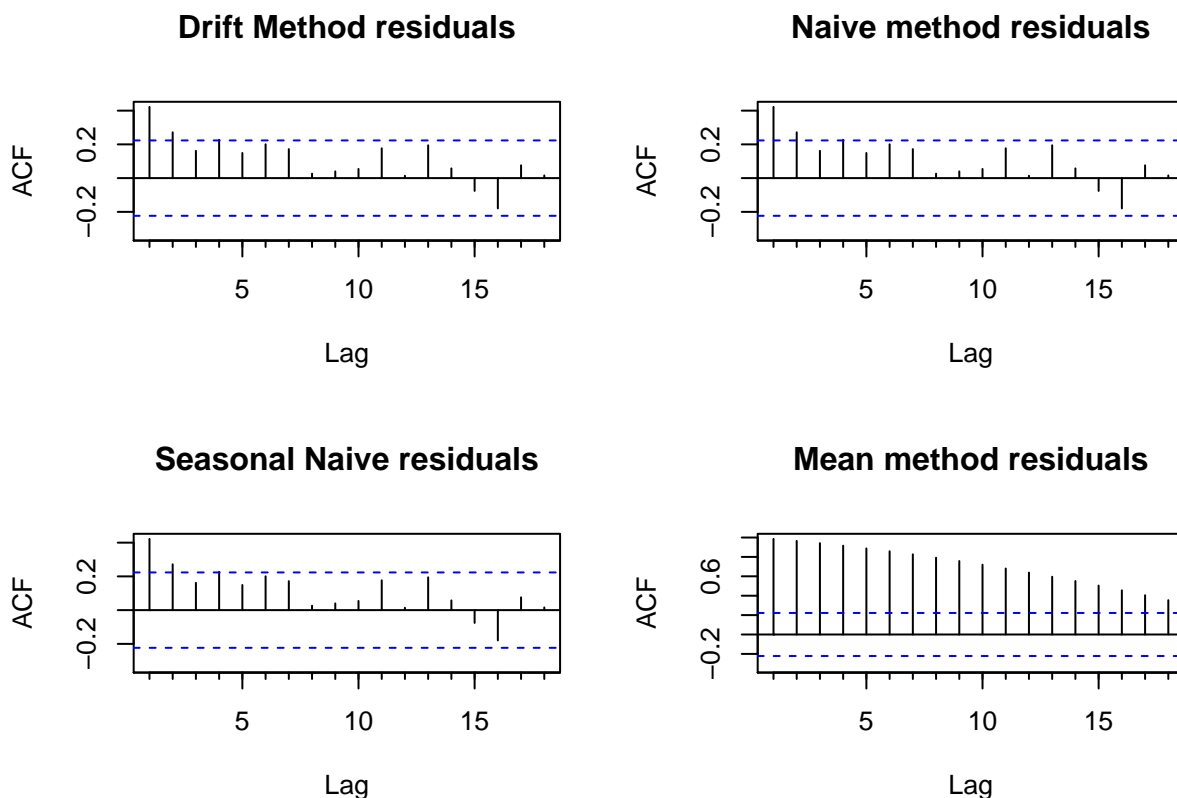 Drift Method residuals
ACF
0.2
−0.2
5 10 15
Lag
Naive method residuals
ACF
0.2
−0.2
5 10 15
Lag
Seasonal Naive residuals
ACF
0.2
−0.2
5 10 15
Lag
Mean method residuals
ACF
0.6
−0.2
5 10 15
Lag